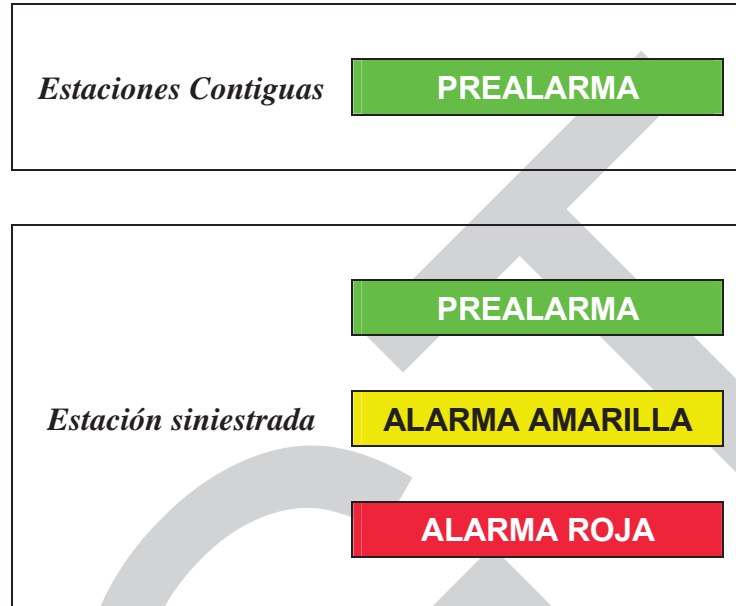 Estaciones Contiguas PREALARMA
PREALARMA
Estación siniestrada ALARMA AMARILLA
ALARMA ROJA